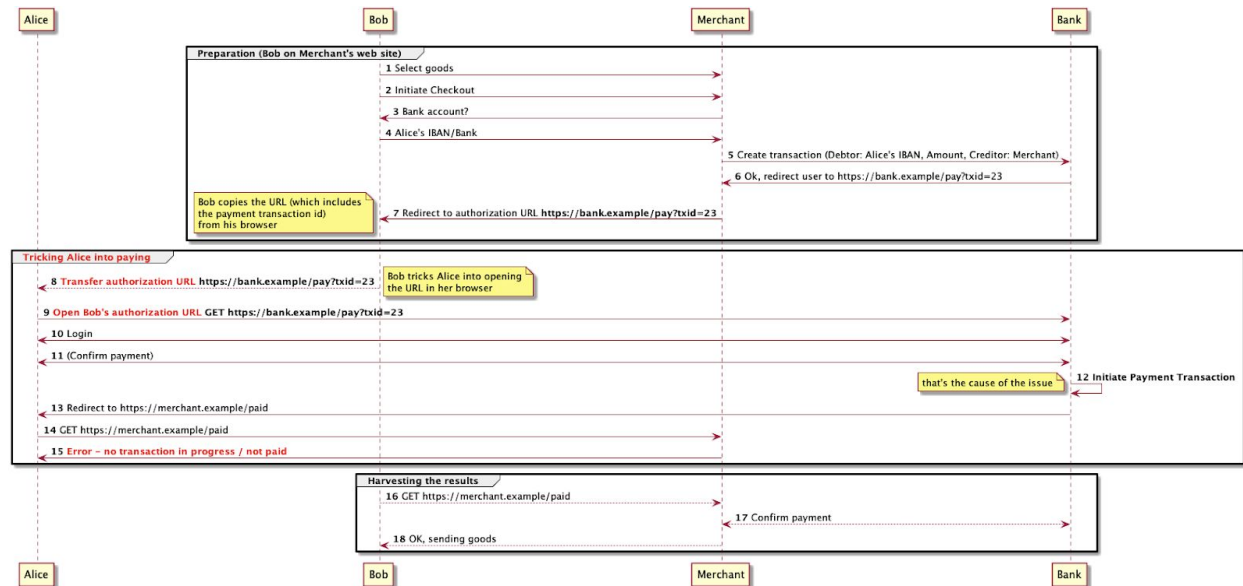 Alice
Bob
Merchant
Bank
Preparation (Bob on Merchant's web site)
1 Select goods
2 Initiate Checkout
3 Bank account?
4 Alice's IBAN/Bank
5 Create transaction (Debtor: Alice's IBAN, Amount, Creditor: Merchant)
6 Ok, redirect user to https://bank.example/pay?txid=23
Bob copies the URL (which includes
the payment transaction id)
from his browser
7 Redirect to authorization URL https://bank.example/pay?txid=23
Tricking Alice into paying
8 Transfer authorization URL https://bank.example/pay?txid=23
Bob tricks Alice into opening
the URL in her browser
9 Open Bob's authorization URL GET https://bank.example/pay?txid=23
10 Login
11 (Confirm payment)
that's the cause of the issue
12 Initiate Payment Transaction
13 Redirect to https://merchant.example/paid
14 GET https://merchant.example/paid
15 Error – no transaction in progress / not paid
Harvesting the results
16 GET https://merchant.example/paid
17 Confirm payment
18 OK, sending goods
Alice
Bob
Merchant
Bank